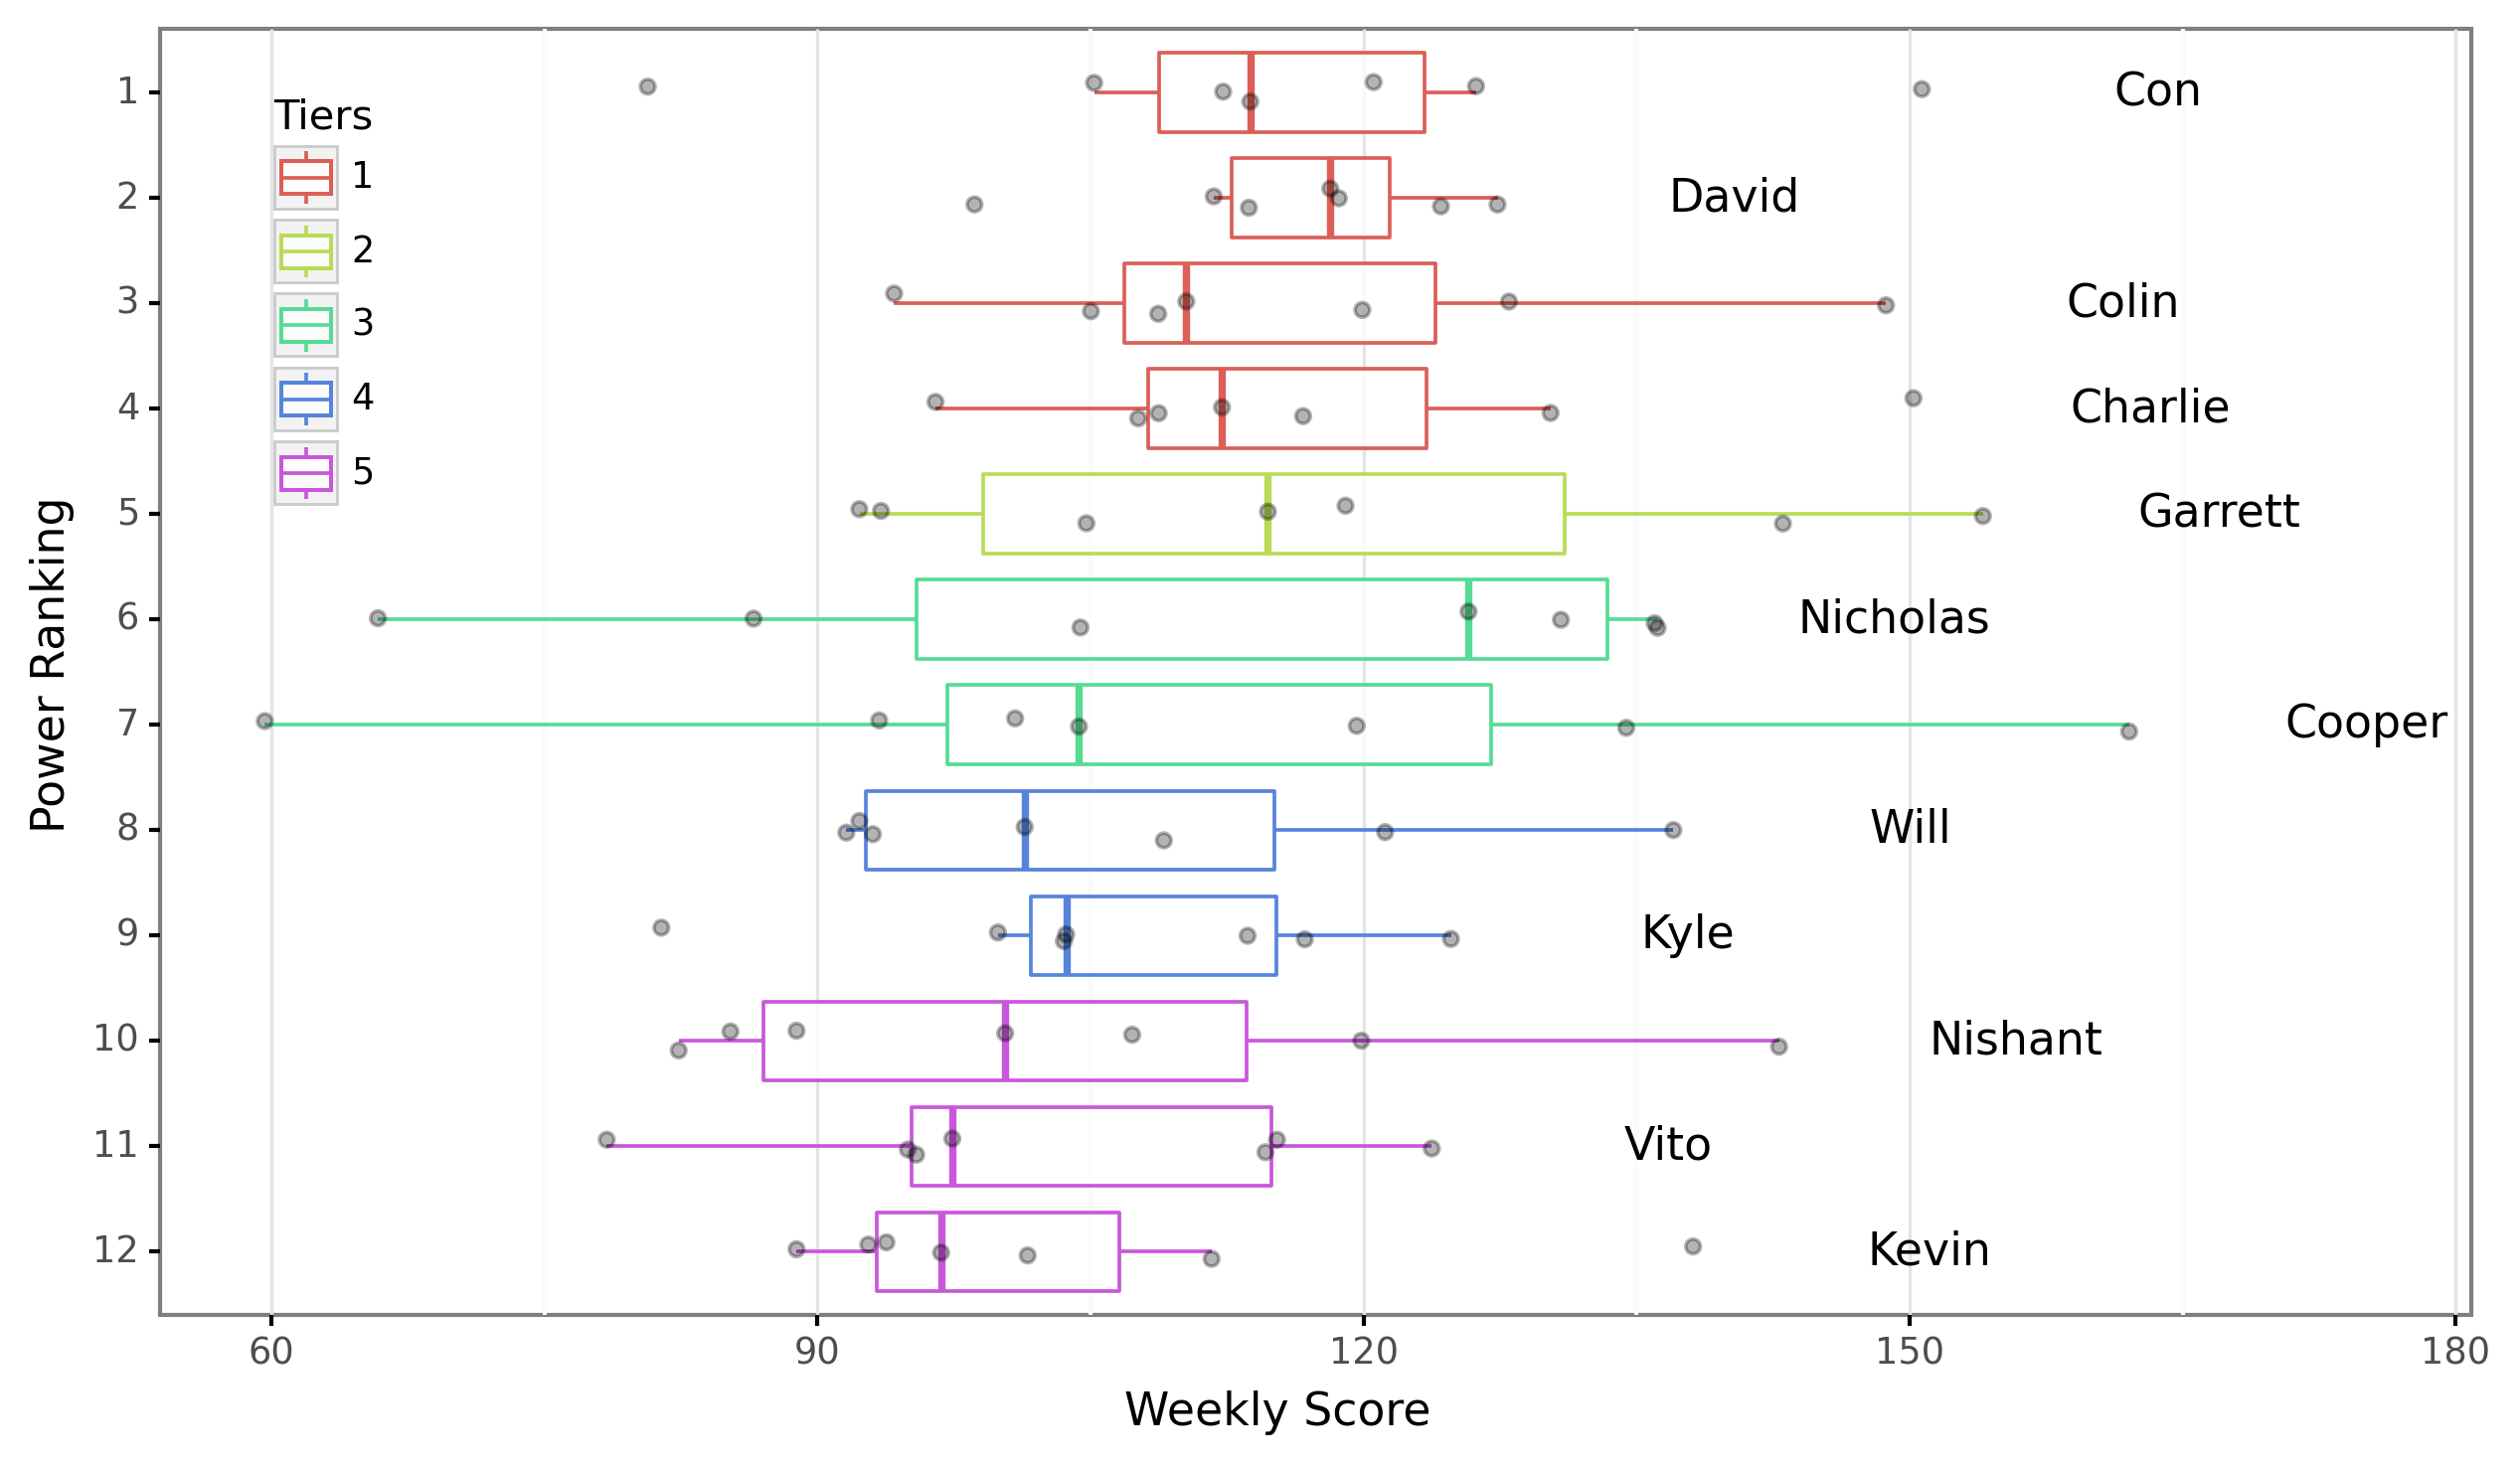 Tiers
1
2
3
4
5
Power Ranking
1
2
3
4
5
6
7
8
9
10
11
12
Con
David
Colin
Charlie
Garrett
Nicholas
Cooper
Will
Kyle
Nishant
Vito
Kevin
60 90 120 150 180
Weekly Score